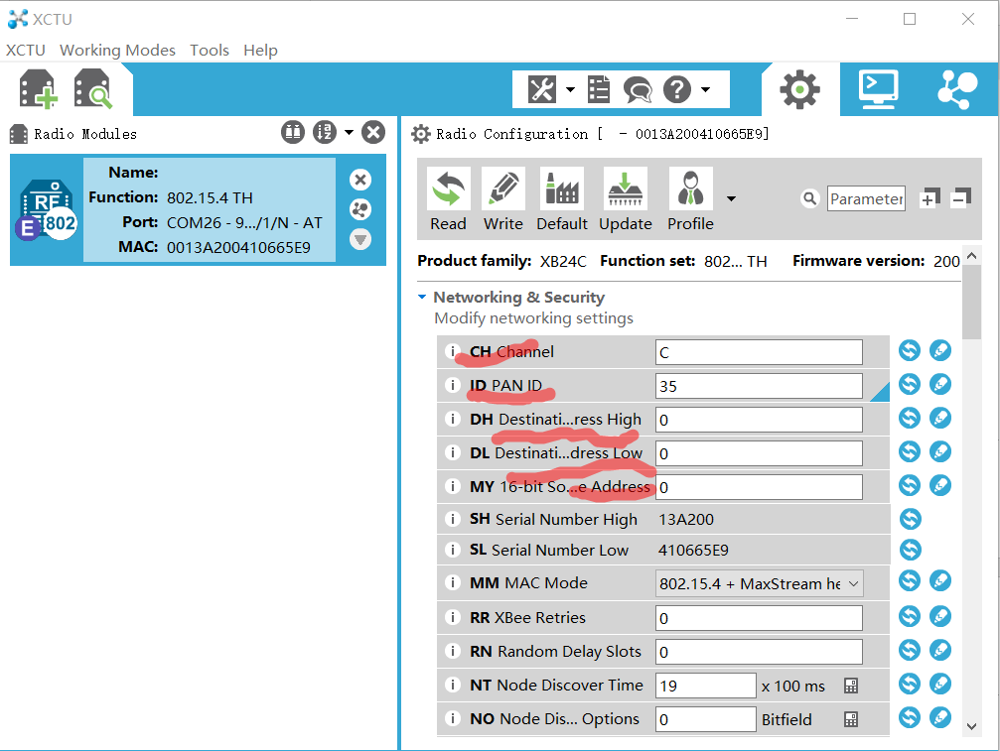 XCTU
XCTU Working Modes Tools Help
Radio Modules
Name:
Function: 802.15.4 TH
Port: COM26 - 9.../1/N - AT
MAC: 0013A200410665E9
RF
802
E
Radio Configuration [ - 0013A200410665E9]
Read Write Default Update Profile
Parameter
Product family: XB24C Function set: 802... TH Firmware version: 200
Networking & Security
Modify networking settings
i CH Channel C
i ID PAN ID 35
i DH Destinati...ress High 0
i DL Destinati...dress Low 0
i MY 16-bit So...e Address 0
i SH Serial Number High 13A200
i SL Serial Number Low 410665E9
i MM MAC Mode 802.15.4 + MaxStream he
i RR XBee Retries 0
i RN Random Delay Slots 0
i NT Node Discover Time 19 x 100 ms
i NO Node Dis... Options 0 Bitfield